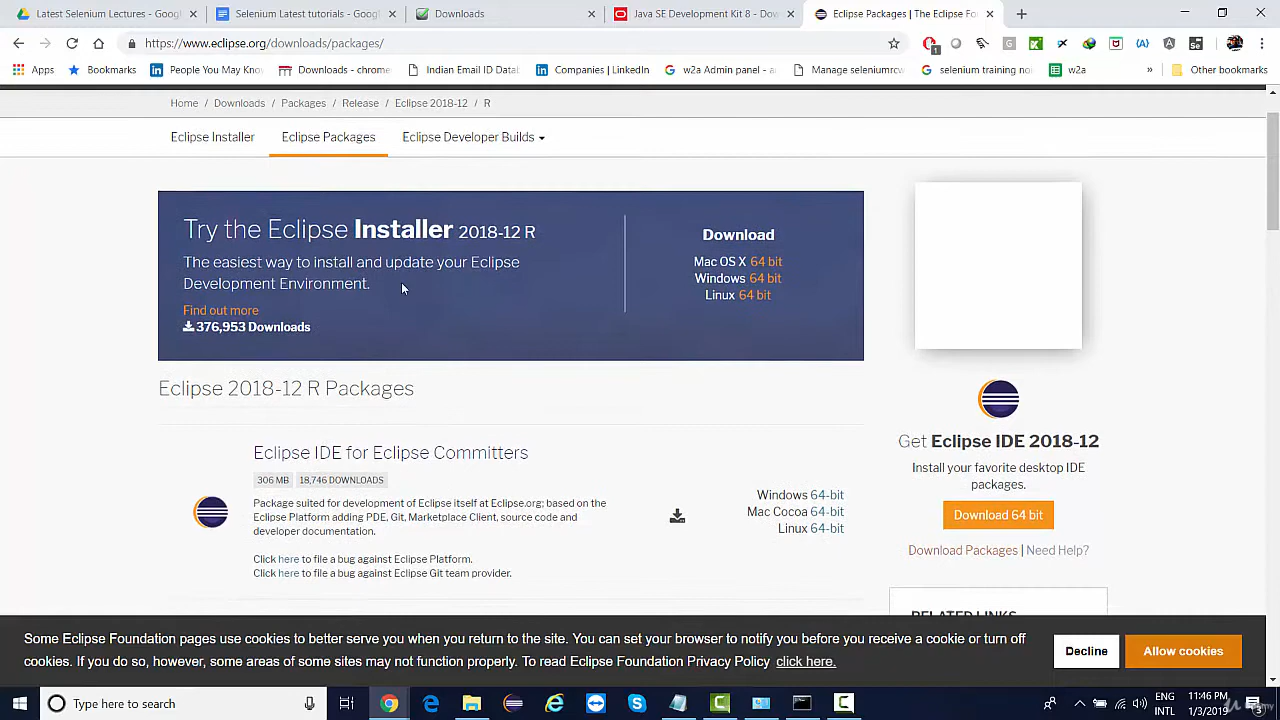 Latest Selenium Lectures - Googl
Selenium Latest tutorials - Googl
Downloads
Java SE Development Kit 8 - Dow
Eclipse Packages | The Eclipse Fo
https://www.eclipse.org/downloads/packages/
Apps
Bookmarks
People You May Kno
Downloads - chrome
Indian Email ID Data
Companies | LinkedIn
w2a Admin panel - a
Manage seleniumrcw
selenium training no
w2a
»
Other bookmarks
Home / Downloads / Packages / Release / Eclipse 2018-12 / R
Eclipse Installer
Eclipse Packages
Eclipse Developer Builds
Try the Eclipse Installer 2018-12 R
The easiest way to install and update your Eclipse
Development Environment.
Find out more
376,953 Downloads
Download
Mac OS X 64 bit
Windows 64 bit
Linux 64 bit
Eclipse 2018-12 R Packages
Eclipse IDE for Eclipse Committers
306 MB 18,746 DOWNLOADS
Package suited for development of Eclipse itself at Eclipse.org; based on the
Eclipse Platform adding PDE, Git, Marketplace Client, source code and
developer documentation.
Click here to file a bug against Eclipse Platform.
Click here to file a bug against Eclipse Git team provider.
Windows 64-bit
Mac Cocoa 64-bit
Linux 64-bit
Get Eclipse IDE 2018-12
Install your favorite desktop IDE
packages.
Download 64 bit
Download Packages | Need Help?
RELATED LINKS
Some Eclipse Foundation pages use cookies to better serve you when you return to the site. You can set your browser to notify you before you receive a cookie or turn off
cookies. If you do so, however, some areas of some sites may not function properly. To read Eclipse Foundation Privacy Policy click here.
Decline
Allow cookies
Type here to search
ENG
INTL
11:46 PM
1/3/2019